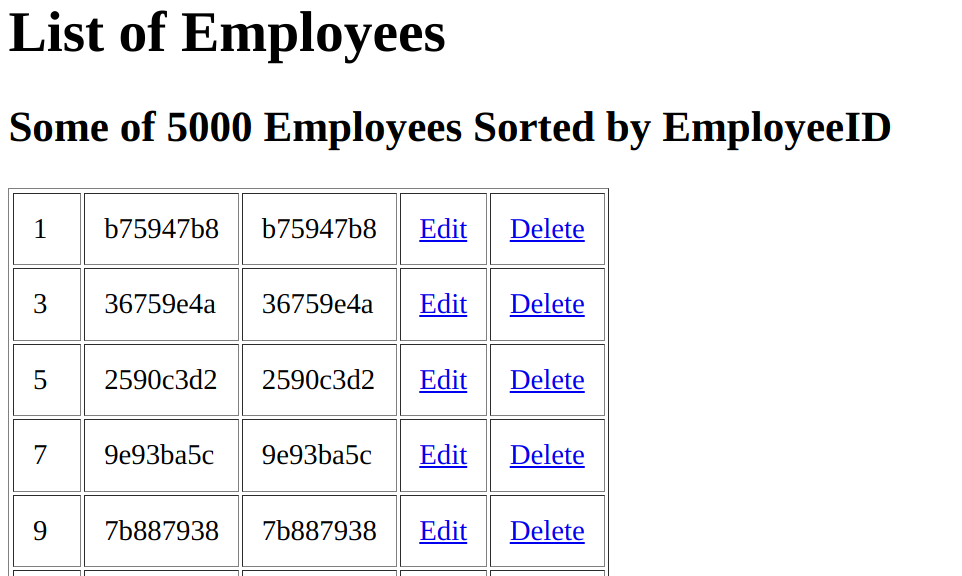 List of Employees
Some of 5000 Employees Sorted by EmployeeID
1 b75947b8 b75947b8 Edit Delete
3 36759e4a 36759e4a Edit Delete
5 2590c3d2 2590c3d2 Edit Delete
7 9e93ba5c 9e93ba5c Edit Delete
9 7b887938 7b887938 Edit Delete